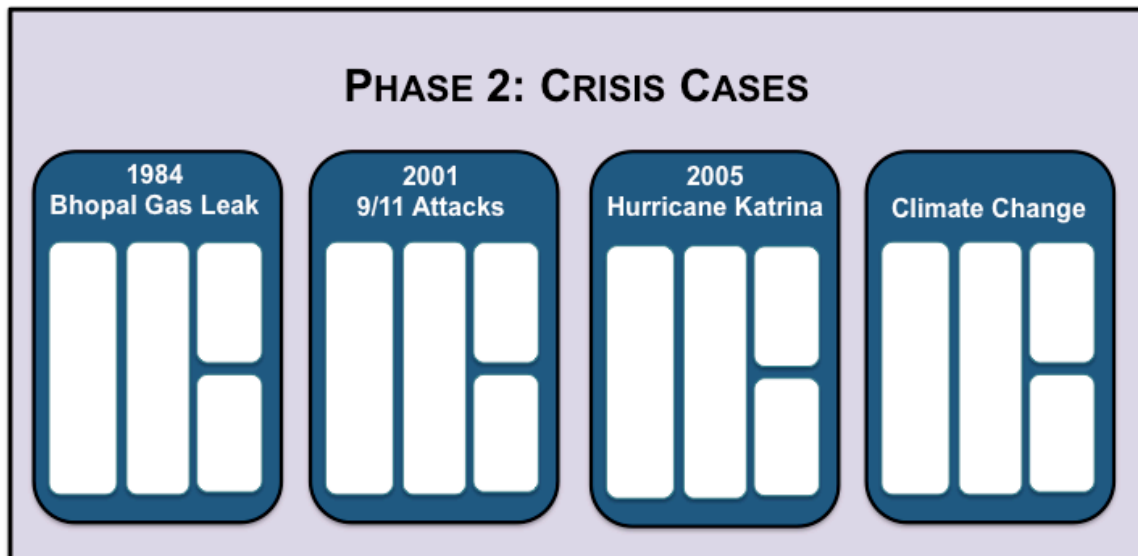 PHASE 2: CRISIS CASES
1984
Bhopal Gas Leak
2001
9/11 Attacks
2005
Hurricane Katrina
Climate Change